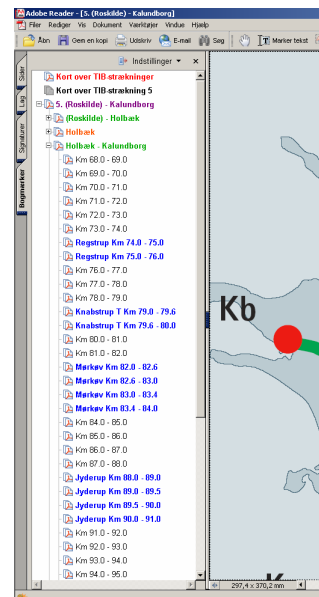 Adobe Reader - [5. (Roskilde) - Kalundborg]
Filer Rediger Vis Dokument Værktøjer Vindue Hjælp
Åbn Gem en kopi Udskriv E-mail Søg Marker tekst
Indstillinger
Sider
Lag
Signaturer
Bogmærker
Kort over TIB-strækninger
Kort over TIB-strækning 5
5. (Roskilde) - Kalundborg
(Roskilde) - Holbæk
Holbæk
Holbæk - Kalundborg
Km 68.0 - 69.0
Km 69.0 - 70.0
Km 70.0 - 71.0
Km 71.0 - 72.0
Km 72.0 - 73.0
Km 73.0 - 74.0
Regstrup Km 74.0 - 75.0
Regstrup Km 75.0 - 76.0
Km 76.0 - 77.0
Km 77.0 - 78.0
Km 78.0 - 79.0
Knabstrup T Km 79.0 - 79.6
Knabstrup T Km 79.6 - 80.0
Km 80.0 - 81.0
Km 81.0 - 82.0
Mørkøv Km 82.0 - 82.6
Mørkøv Km 82.6 - 83.0
Mørkøv Km 83.0 - 83.4
Mørkøv Km 83.4 - 84.0
Km 84.0 - 85.0
Km 85.0 - 86.0
Km 86.0 - 87.0
Km 87.0 - 88.0
Jyderup Km 88.0 - 89.0
Jyderup Km 89.0 - 89.5
Jyderup Km 89.5 - 90.0
Jyderup Km 90.0 - 91.0
Km 91.0 - 92.0
Km 92.0 - 93.0
Km 93.0 - 94.0
Km 94.0 - 95.0
Kb
297,4 x 370,2 mm